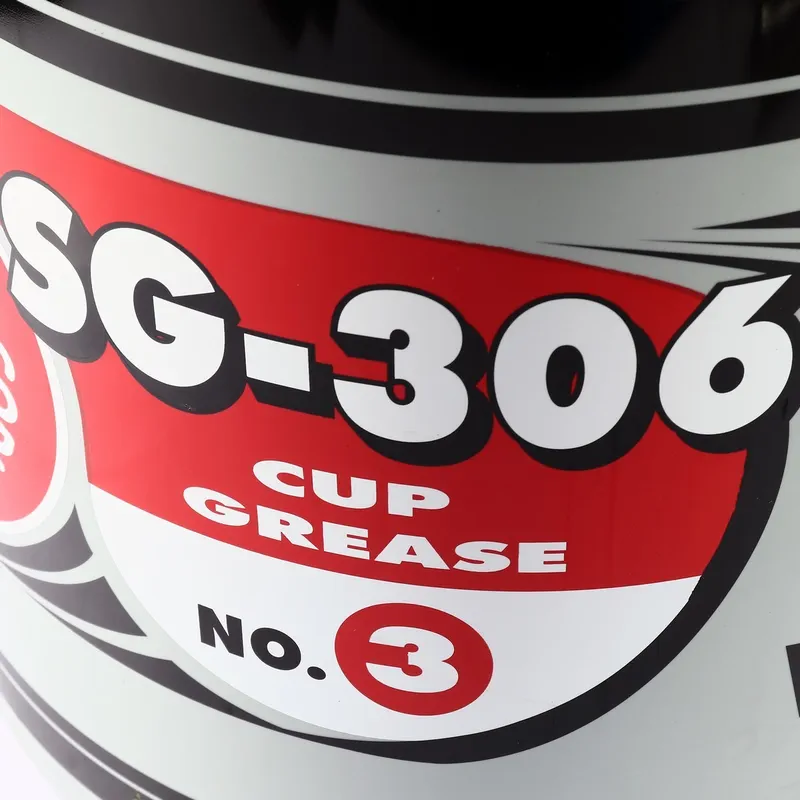 SG-306
CUP
GREASE
NO. 3